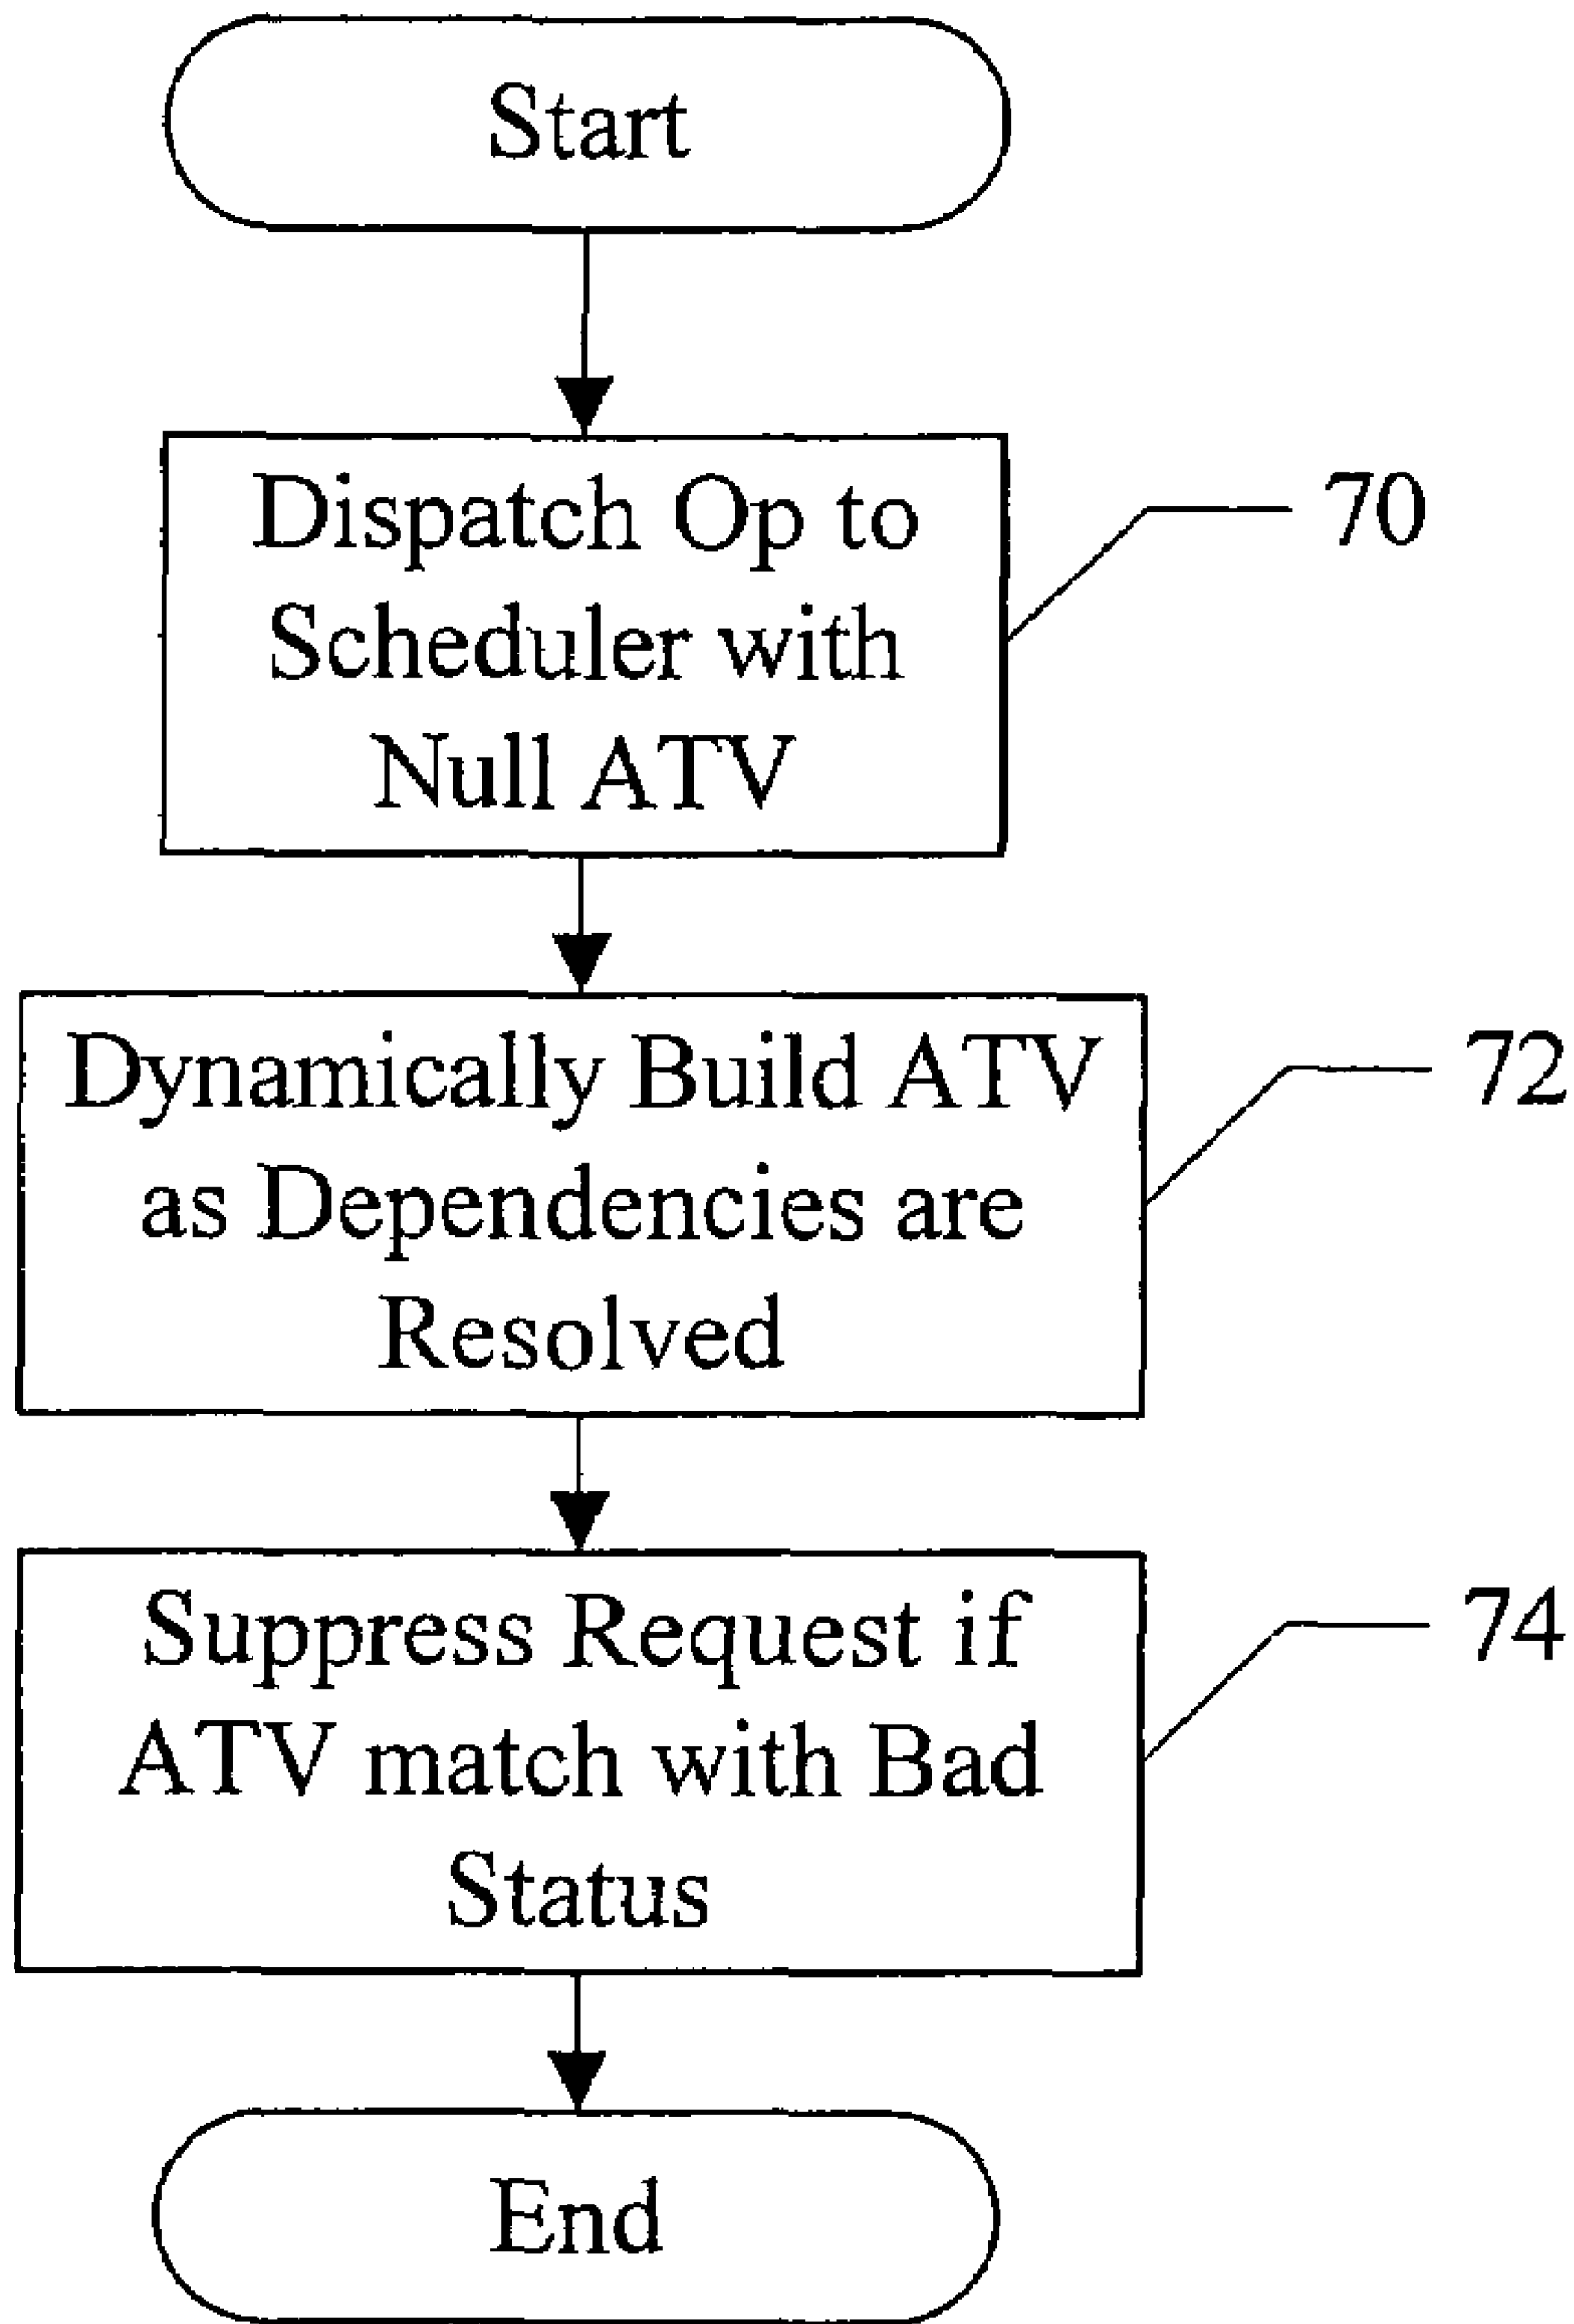 Start
Dispatch Op to
Scheduler with
Null ATV
70
Dynamically Build ATV
as Dependencies are
Resolved
72
Suppress Request if
ATV match with Bad
Status
74
End